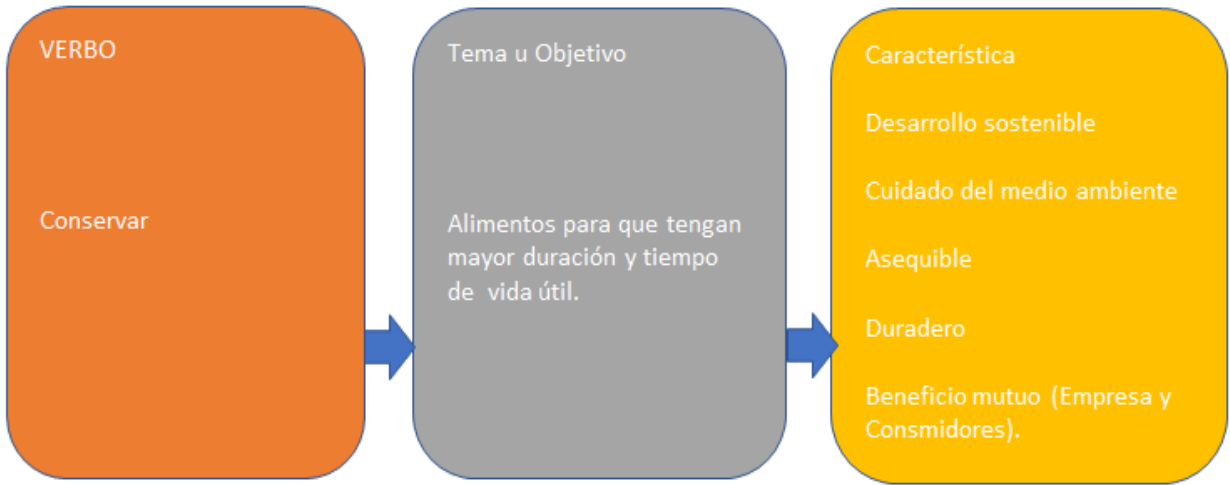 VERBO
Conservar
Tema u Objetivo
Alimentos para que tengan
mayor duración y tiempo
de vida útil.
Característica
Desarrollo sostenible
Cuidado del medio ambiente
Asequible
Duradero
Beneficio mutuo (Empresa y
Consmidores).